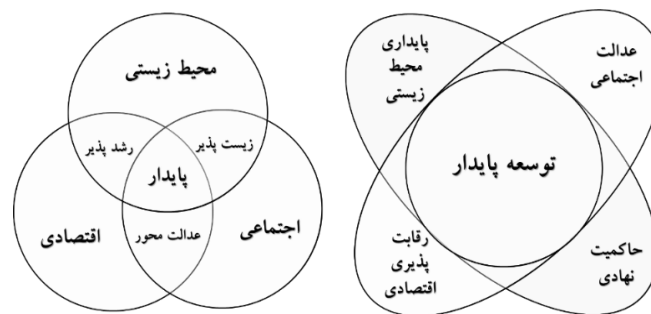 محیط زیستی
رشد پذیر
زیست پذیر
پایدار
اقتصادی
عدالت محور
اجتماعی
پایداری
محیط
زیستی
عدالت
اجتماعی
توسعه پایدار
رقابت
پذیری
اقتصادی
حاکمیت
نهادی